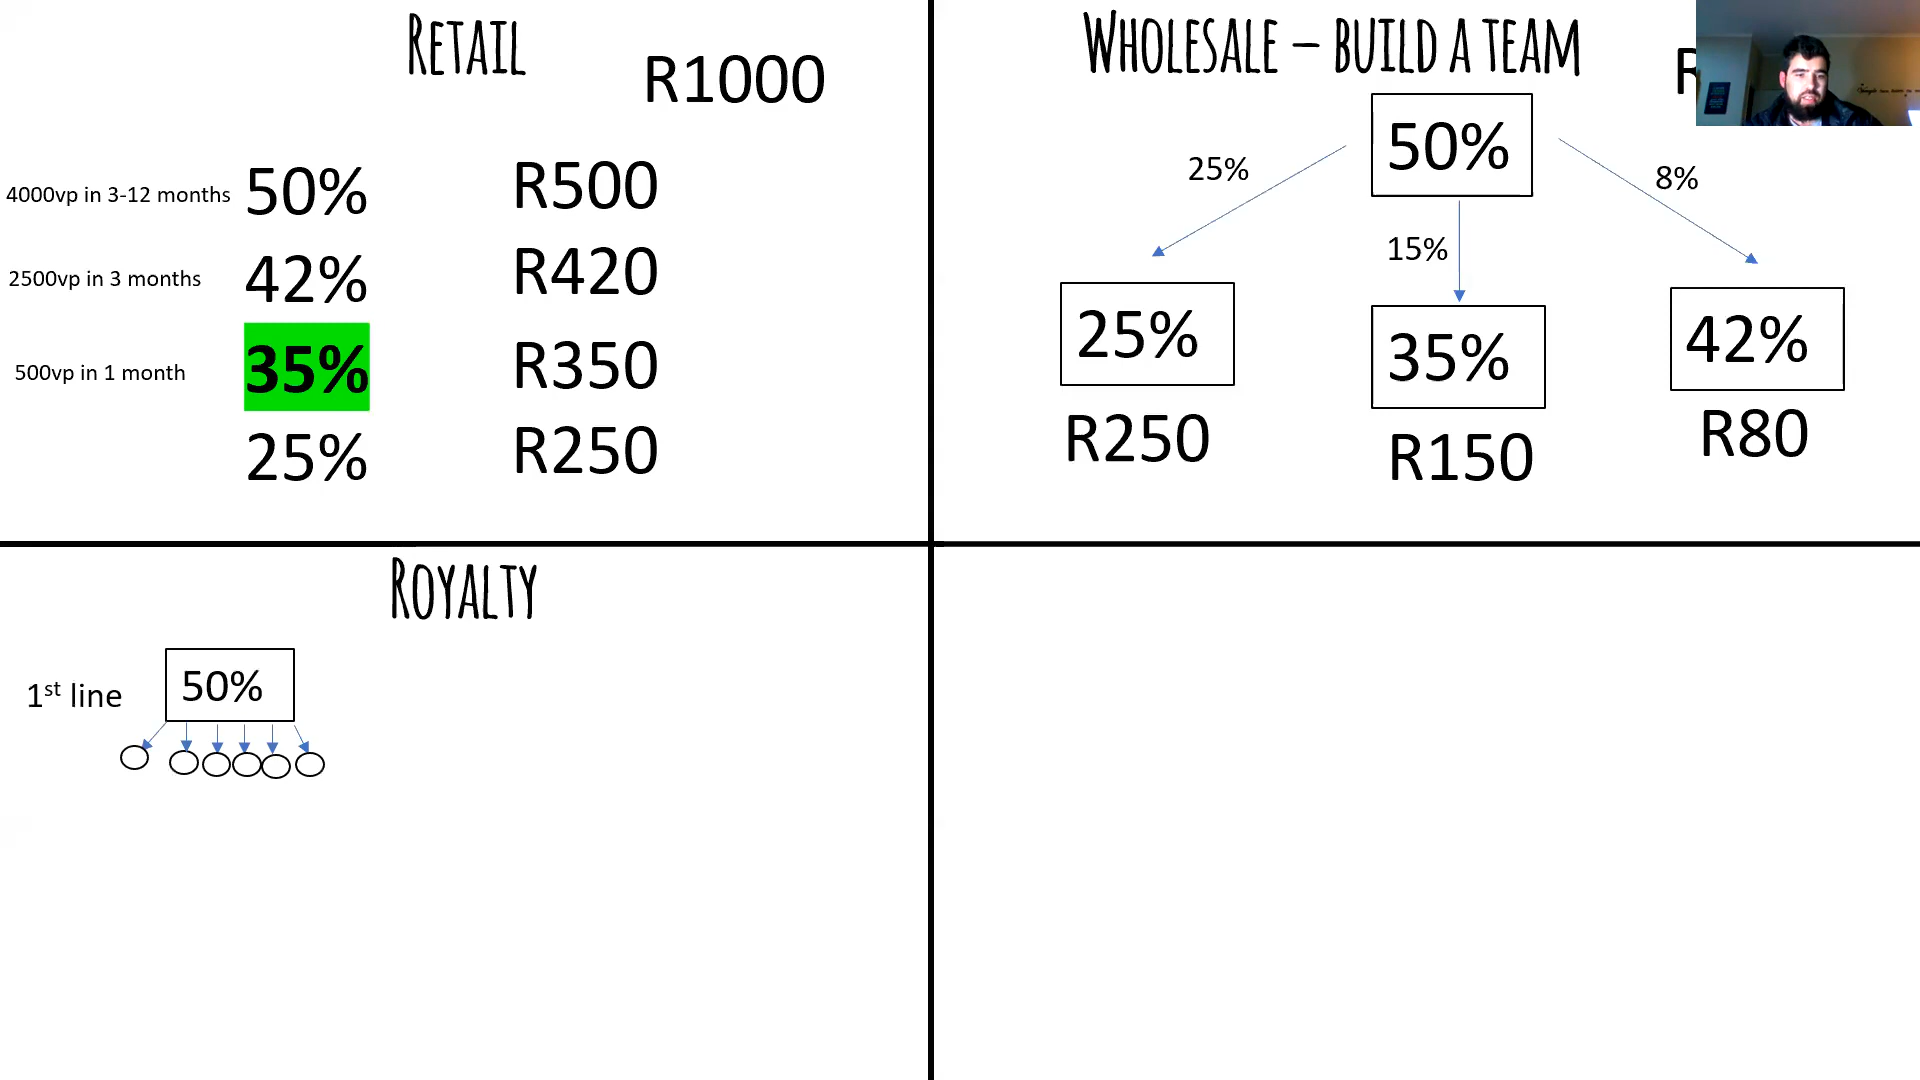 RETAIL
R1000
4000vp in 3-12 months 50% R500
2500vp in 3 months 42% R420
500vp in 1 month 35% R350
25% R250
WHOLESALE – BUILD A TEAM
R
50%
25%
15%
8%
25%
35%
42%
R250
R150
R80
ROYALTY
1st line 50%